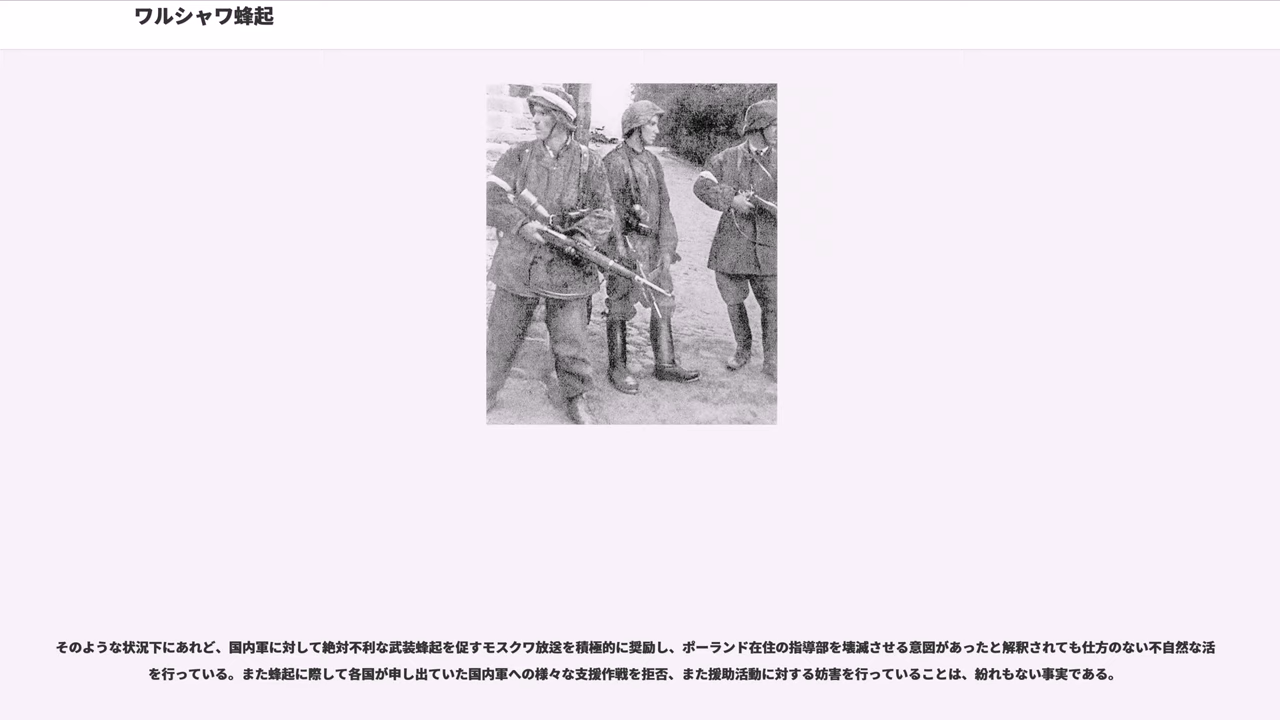 ワルシャワ蜂起
そのような状況下にあれど、国内軍に対して絶対不利な武装蜂起を促すモスクワ放送を積極的に奨励し、ポーランド在住の指導部を壊滅させる意図があったと解釈されても仕方のない不自然な活
を行っている。また蜂起に際して各国が申し出ていた国内軍への様々な支援作戦を拒否、また援助活動に対する妨害を行っていることは、紛れもない事実である。